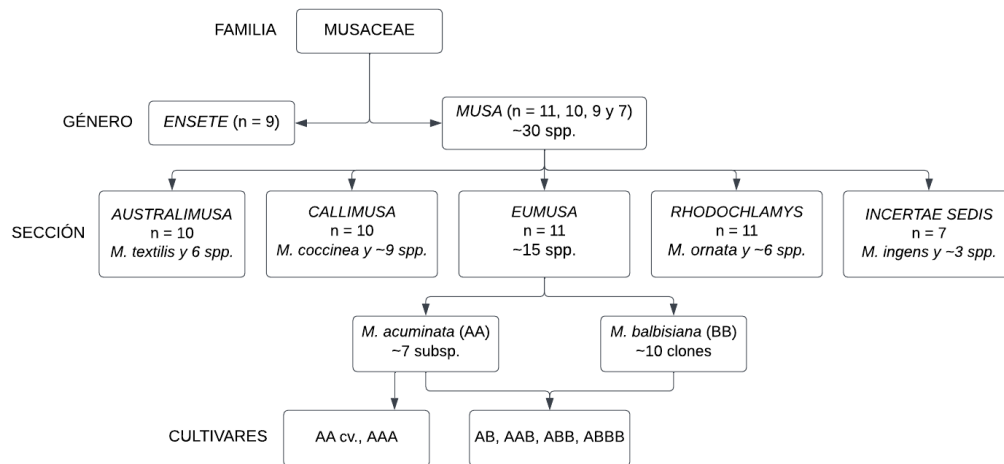 FAMILIA
MUSACEAE
GÉNERO
ENSETE (n = 9)
MUSA (n = 11, 10, 9 y 7)
~30 spp.
SECCIÓN
AUSTRALIMUSA
n = 10
M. textilis y 6 spp.
CALLIMUSA
n = 10
M. coccinea y ~9 spp.
EUMUSA
n = 11
~15 spp.
RHODOCHLAMYS
n = 11
M. ornata y ~6 spp.
INCERTAE SEDIS
n = 7
M. ingens y ~3 spp.
M. acuminata (AA)
~7 subsp.
M. balbisiana (BB)
~10 clones
CULTIVARES
AA cv., AAA
AB, AAB, ABB, ABBB